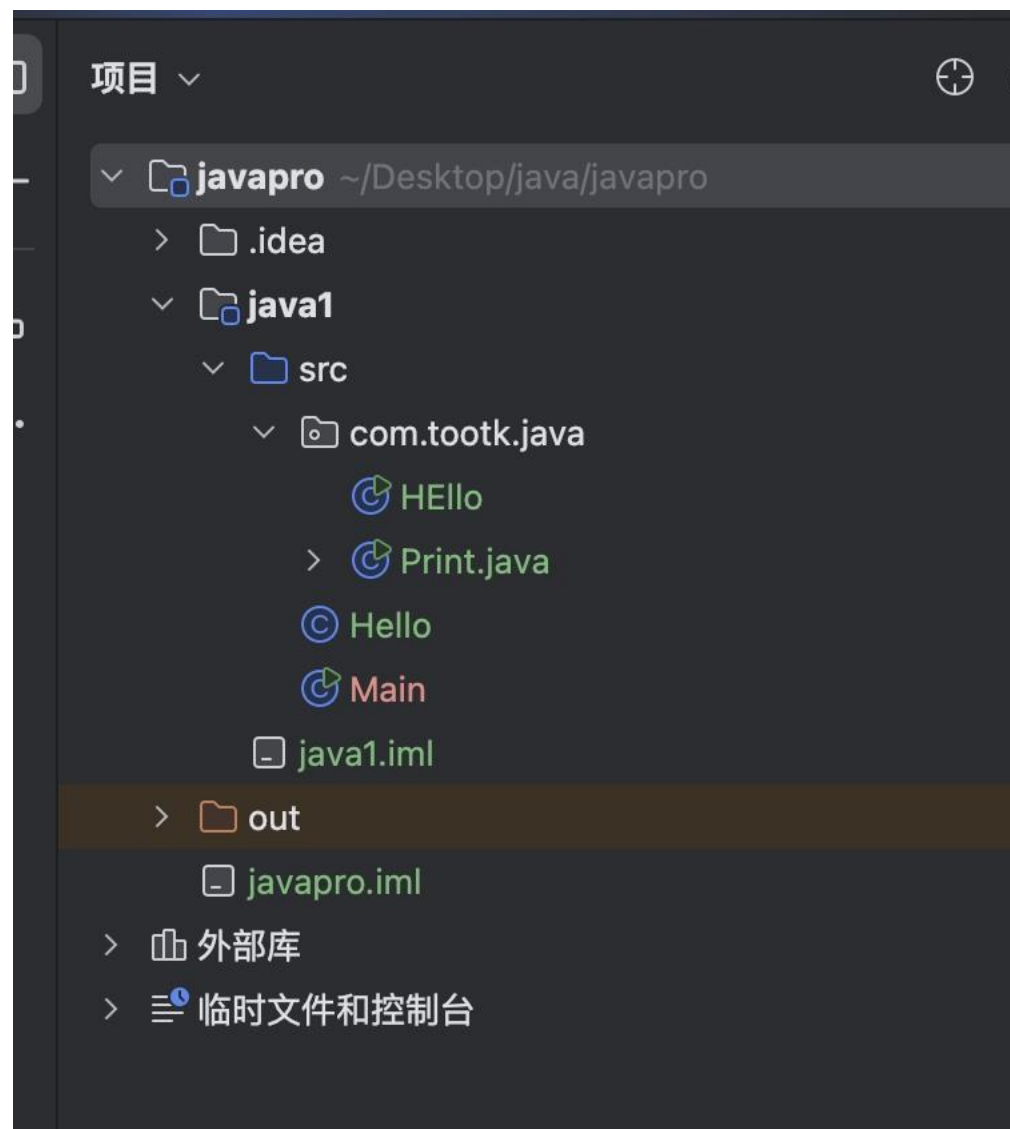 项目
javapro ~/Desktop/java/javapro
.idea
java1
src
com.tootk.java
HEllo
Print.java
Hello
Main
java1.iml
out
javapro.iml
外部库
临时文件和控制台